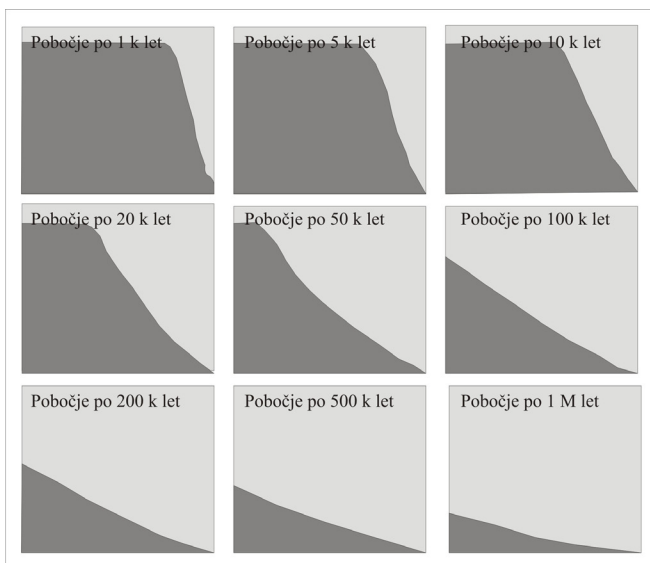 Pobočje po 1 k let
Pobočje po 5 k let
Pobočje po 10 k let
Pobočje po 20 k let
Pobočje po 50 k let
Pobočje po 100 k let
Pobočje po 200 k let
Pobočje po 500 k let
Pobočje po 1 M let